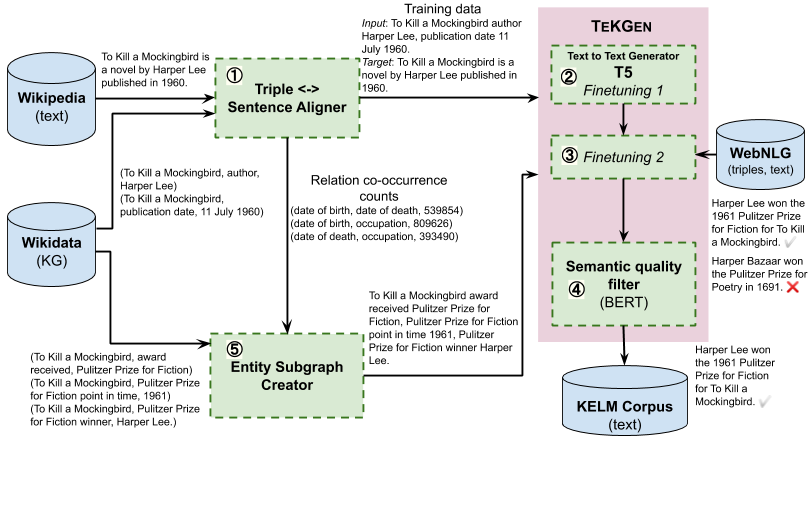 Training data
Input: To Kill a Mockingbird author
Harper Lee, publication date 11
July 1960.
Target: To Kill a Mockingbird is a
novel by Harper Lee published in
1960.
TEKGEN
To Kill a Mockingbird is
a novel by Harper Lee
published in 1960.
Wikipedia
(text)
①
Triple <->
Sentence Aligner
Text to Text Generator
② T5
Finetuning 1
③ Finetuning 2
WebNLG
(triples, text)
(To Kill a Mockingbird, author,
Harper Lee)
(To Kill a Mockingbird,
publication date, 11 July 1960)
Relation co-occurrence
counts
(date of birth, date of death, 539854)
(date of birth, occupation, 809626)
(date of death, occupation, 393490)
Wikidata
(KG)
Harper Lee won the
1961 Pulitzer Prize
for Fiction for To Kill
a Mockingbird. ✓
Harper Bazaar won
the Pulitzer Prize for
Poetry in 1691. ❌
Semantic quality
filter
④ (BERT)
To Kill a Mockingbird award
received Pulitzer Prize for
Fiction, Pulitzer Prize for Fiction
point in time 1961, Pulitzer
Prize for Fiction winner Harper
Lee.
(To Kill a Mockingbird, award
received, Pulitzer Prize for Fiction)
(To Kill a Mockingbird, Pulitzer Prize
for Fiction point in time, 1961)
(To Kill a Mockingbird, Pulitzer Prize
for Fiction winner, Harper Lee.)
⑤
Entity Subgraph
Creator
KELM Corpus
(text)
Harper Lee won
the 1961 Pulitzer
Prize for Fiction
for To Kill a
Mockingbird. ✓